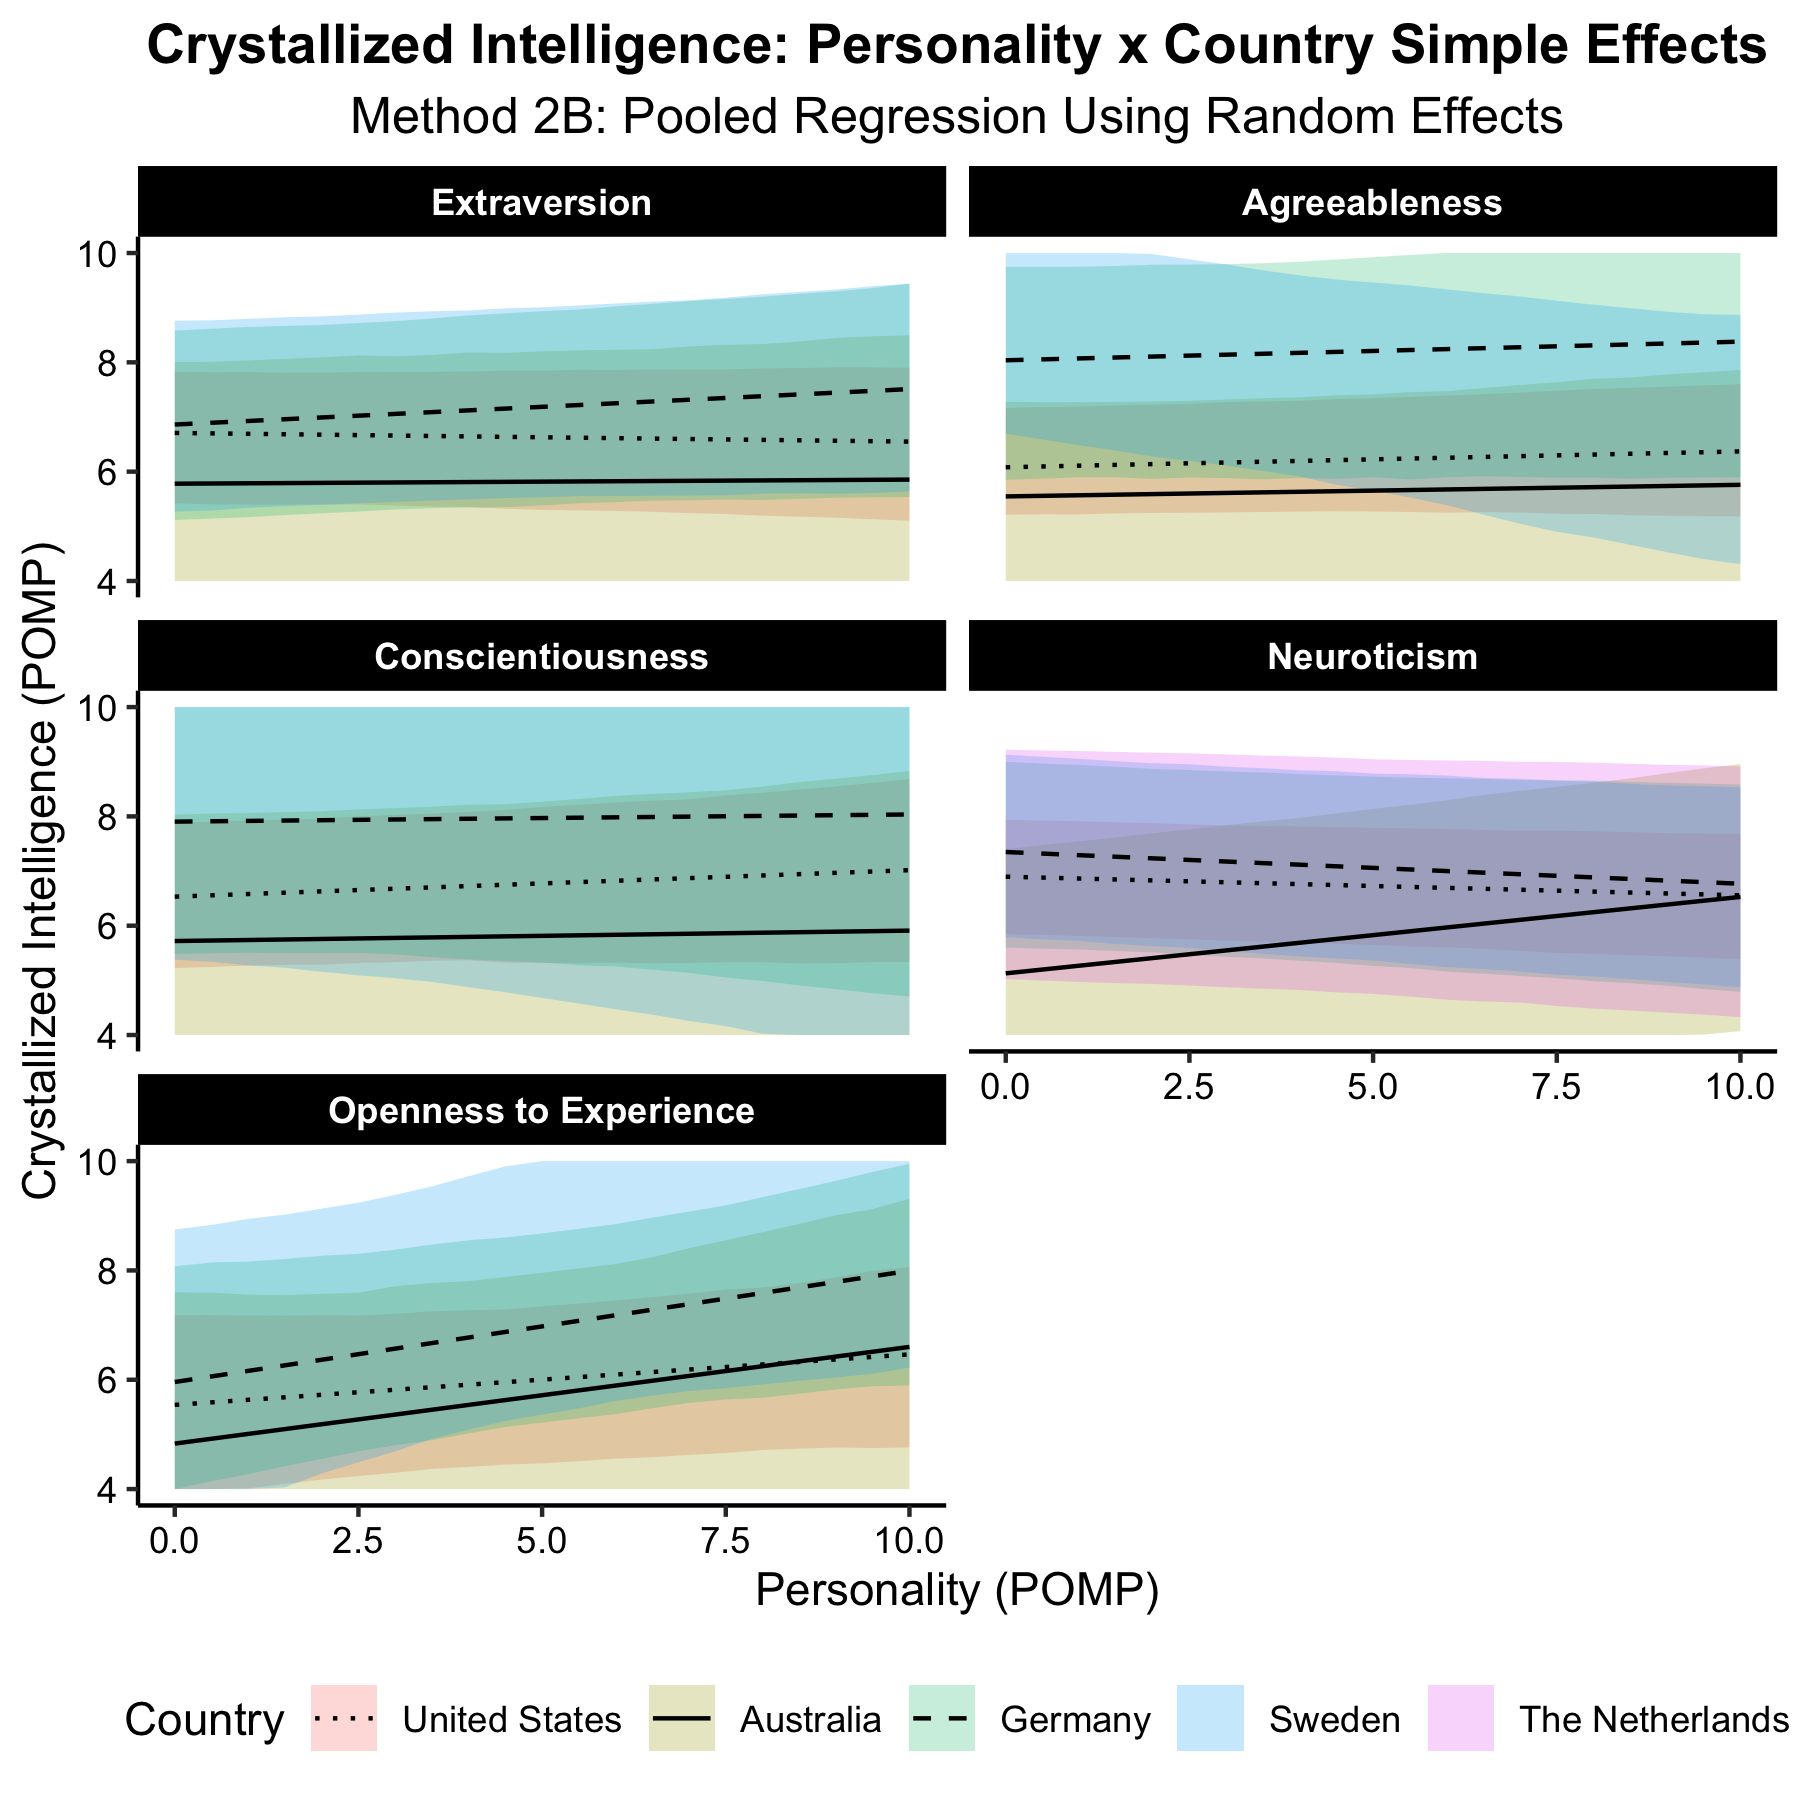 Crystallized Intelligence: Personality x Country Simple Effects
Method 2B: Pooled Regression Using Random Effects
Extraversion
Agreeableness
10
8
6
4
Conscientiousness
Neuroticism
10
8
6
4
0.0 2.5 5.0 7.5 10.0
Openness to Experience
10
8
6
4
0.0 2.5 5.0 7.5 10.0
Crystallized Intelligence (POMP)
Personality (POMP)
Country United States Australia Germany Sweden The Netherlands